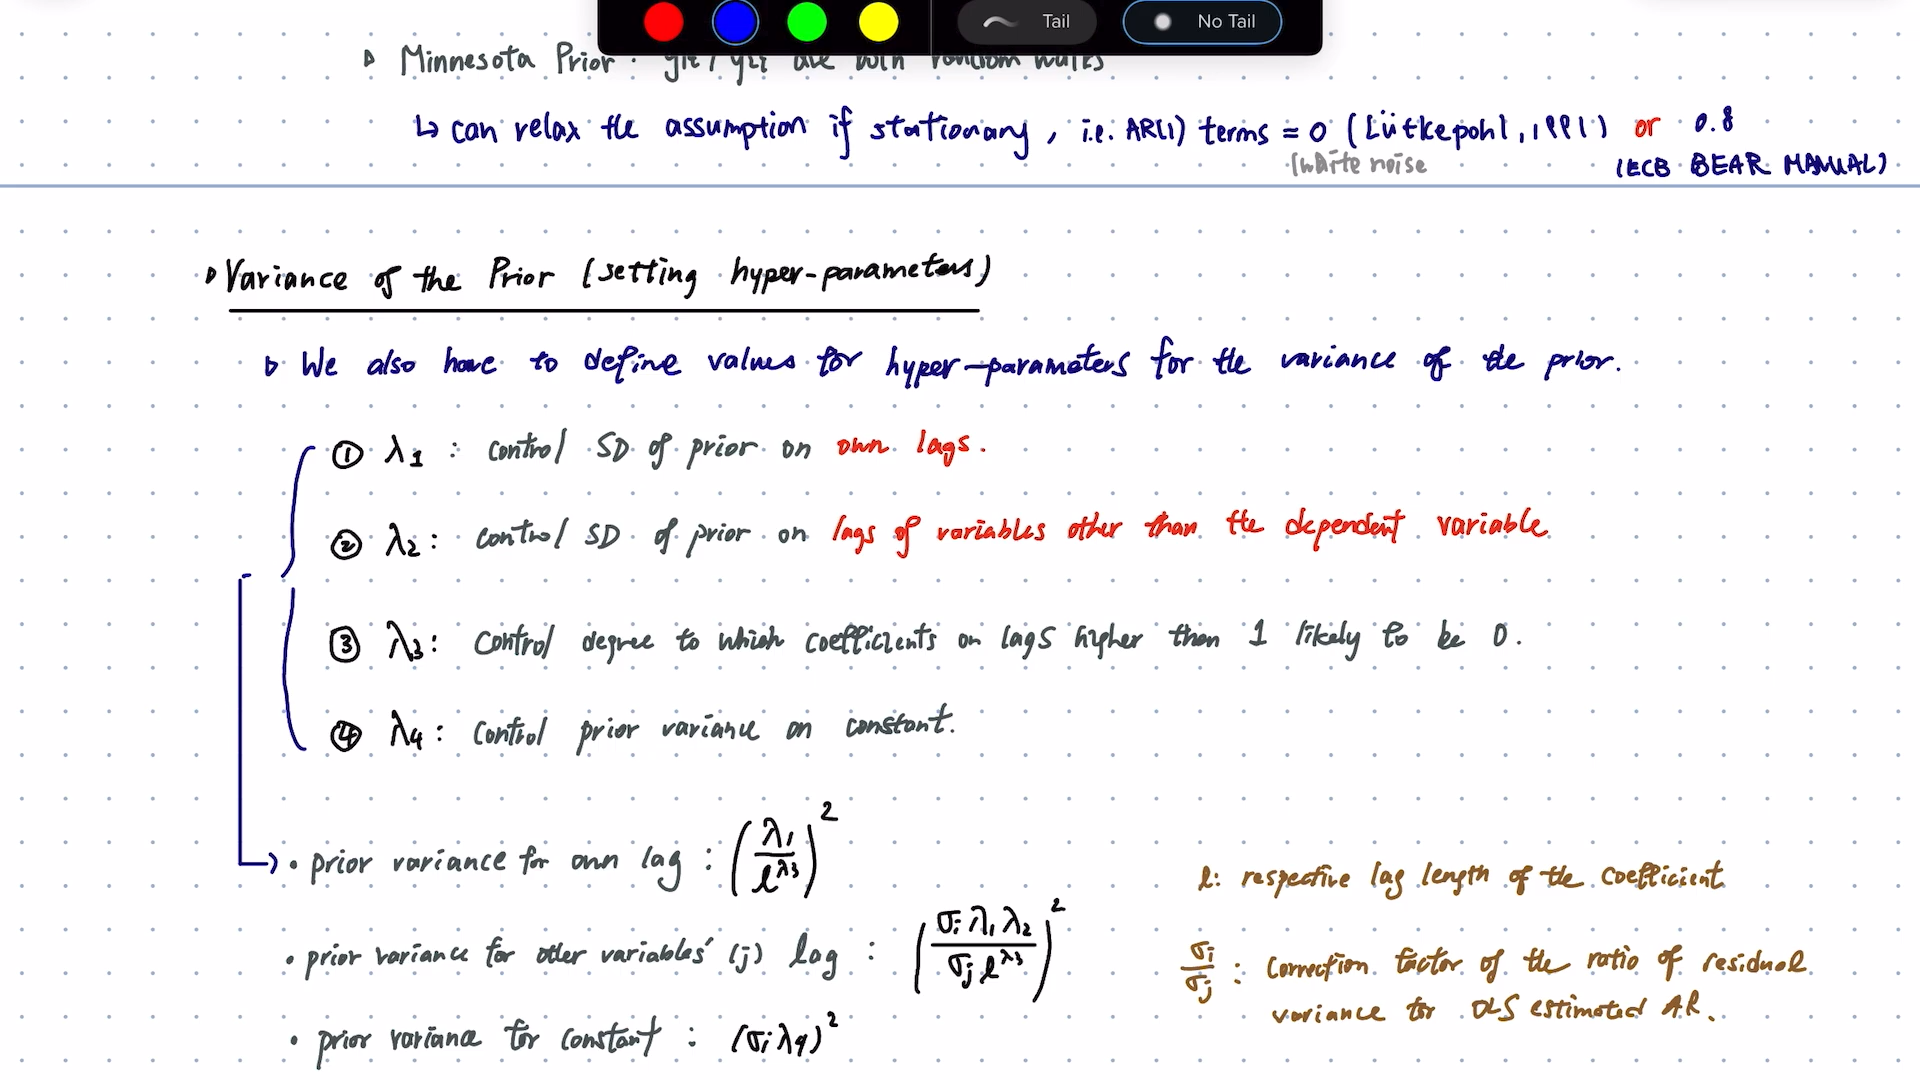 Tail
No Tail
▷ Minnesota Prior : y1t, y2t are both random walks
↳ can relax the assumption if stationary, i.e. AR(1) terms = 0 (Lütkepohl, 1991) or 0.8
(white noise
(ECB BEAR MANUAL)
▷ Variance of the Prior (setting hyper-parameters)
▷ We also have to define values for hyper-parameters for the variance of the prior.
① λ1 : control SD of prior on own lags.
② λ2 : control SD of prior on lags of variables other than the dependent variable
③ λ3 : control degree to which coefficients on lags higher than 1 likely to be 0.
④ λ4 : control prior variance on constant.
• prior variance for own lag : (λ1 / l^λ3)^2
l : respective lag length of the coefficient
• prior variance for other variables' (j) lag : (σi λ1 λ2 / σj l^λ3)^2
σi / σj : correction factor of the ratio of residual
variance for OLS estimated AR.
• prior variance for constant : (σi λ4)^2